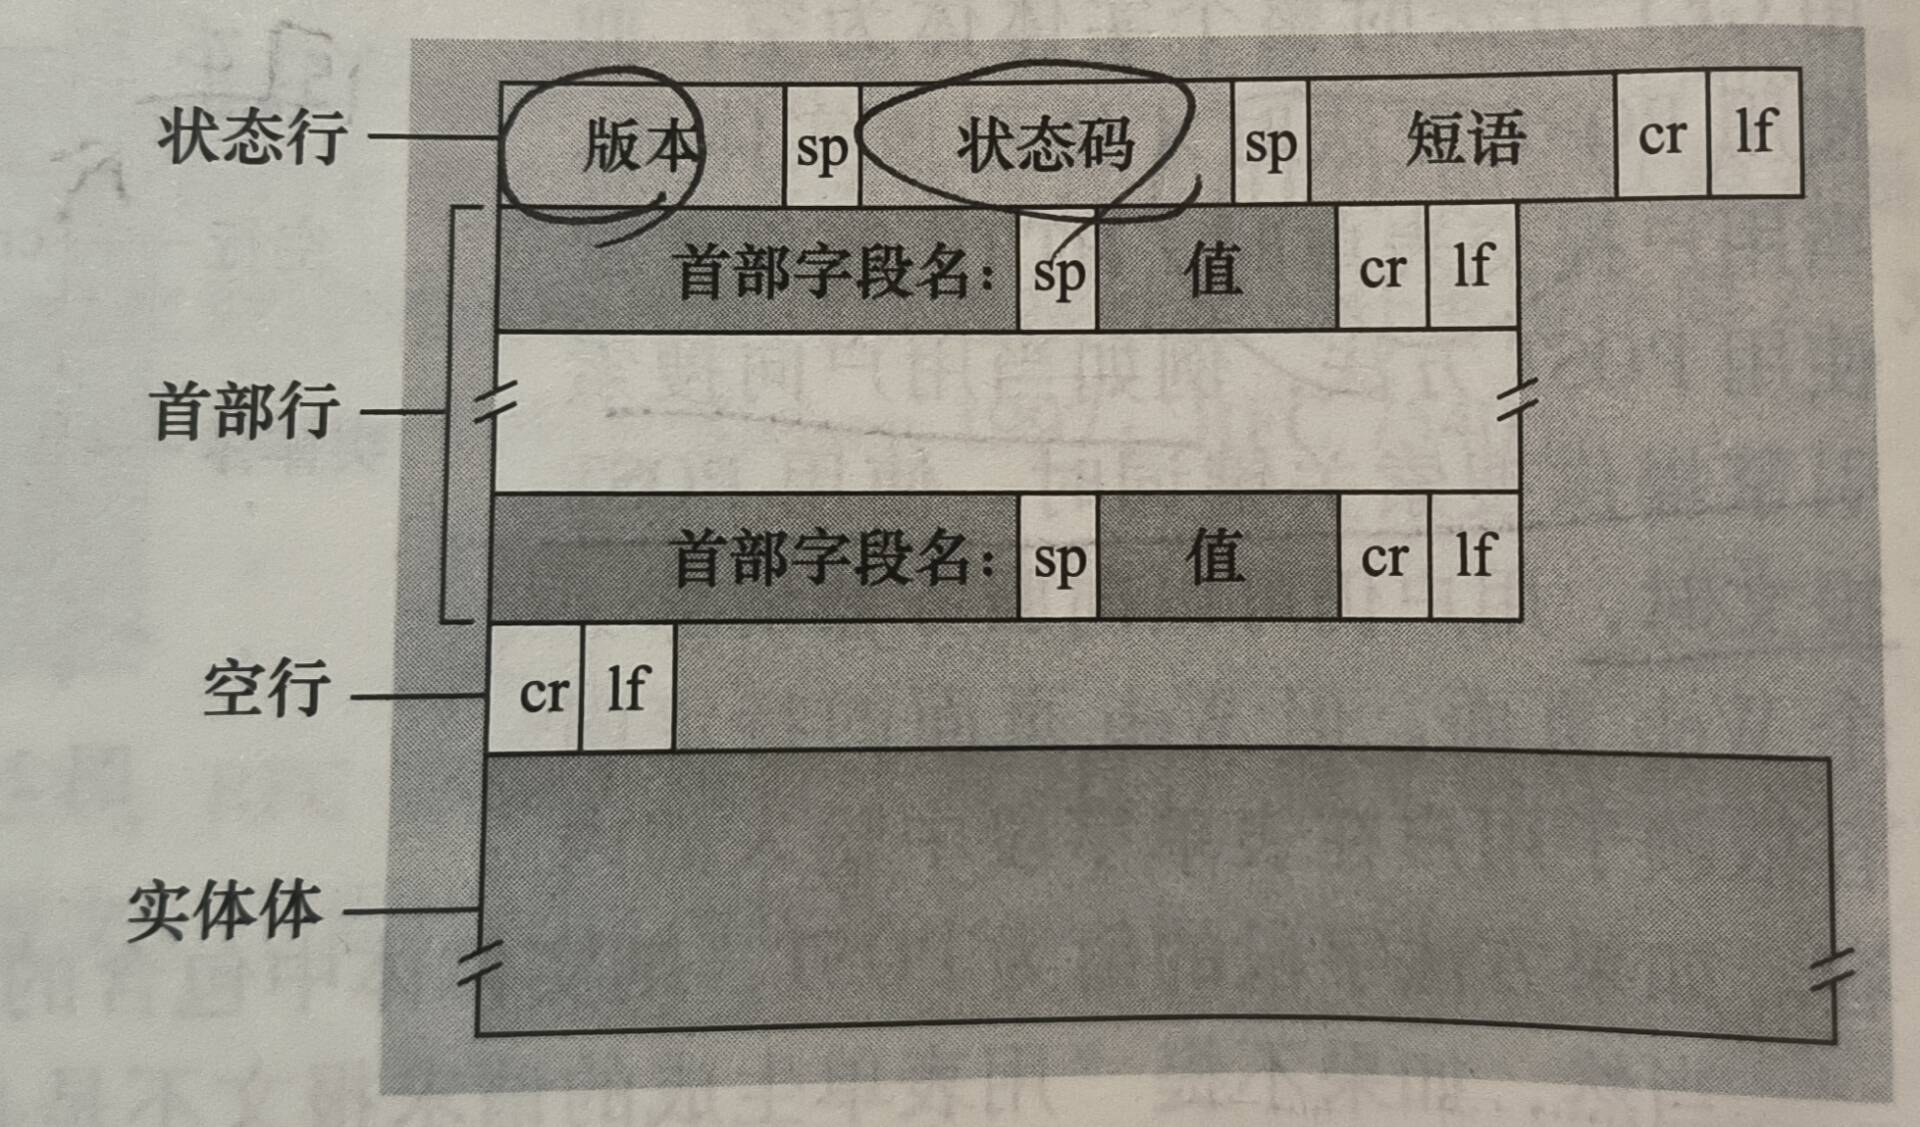 状态行 版本 sp 状态码 sp 短语 cr lf
首部字段名： sp 值 cr lf
首部行
首部字段名： sp 值 cr lf
空行 cr lf
实体体